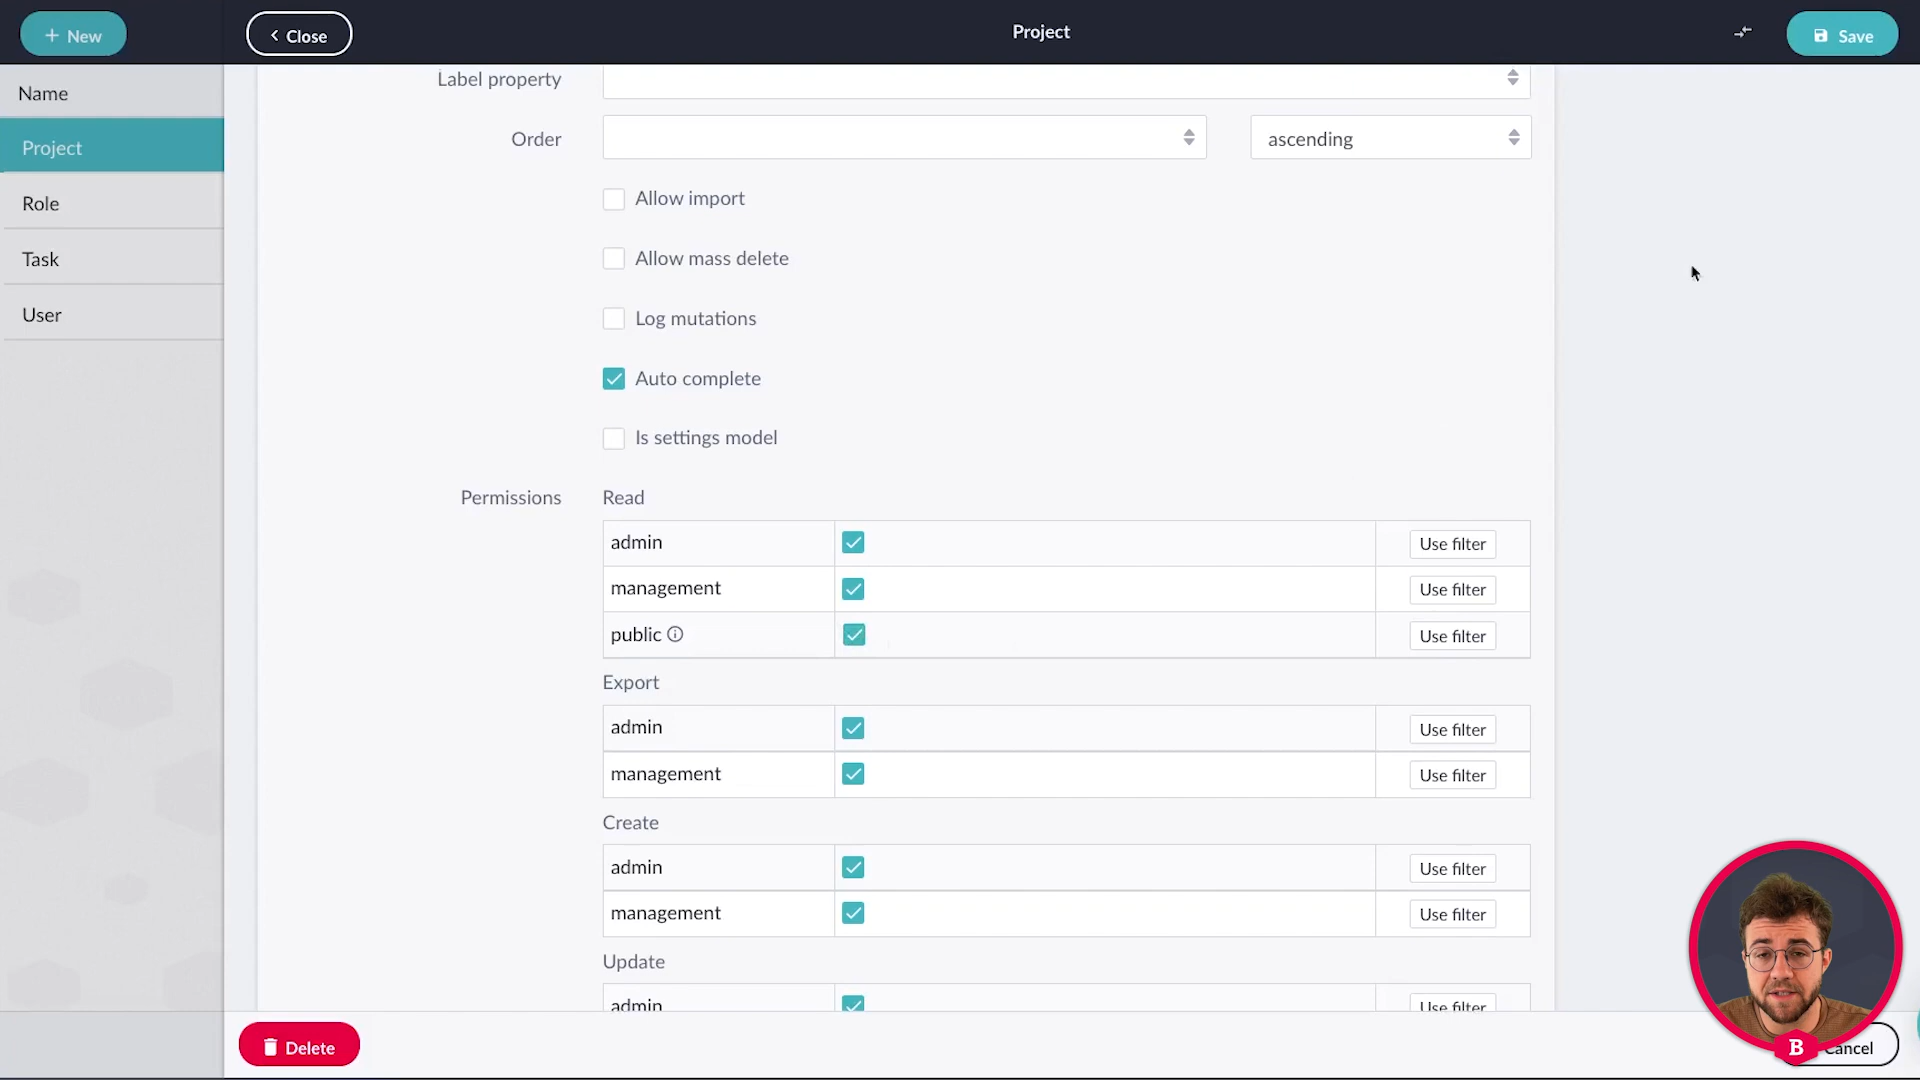 + New
< Close
Project
Save
Name
Project
Role
Task
User
Label property
Order
ascending
Allow import
Allow mass delete
Log mutations
Auto complete
Is settings model
Permissions
Read
admin
Use filter
management
Use filter
public
Use filter
Export
admin
Use filter
management
Use filter
Create
admin
Use filter
management
Use filter
Update
admin
Use filter
Delete
Cancel
B